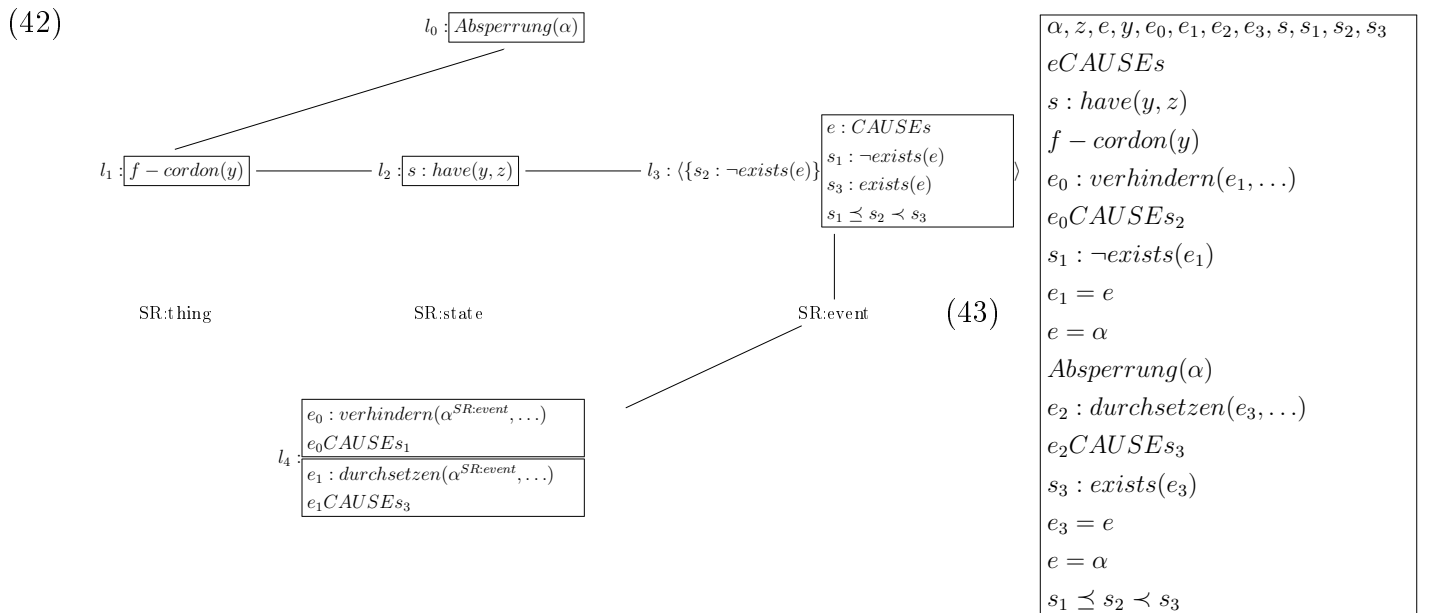 (42)
l₀ : Absperrung(α)
l₁ : f − cordon(y)
l₂ : s : have(y, z)
l₃ : ⟨{s₂ : ¬exists(e)}
e : CAUSEs
s₁ : ¬exists(e)
s₃ : exists(e)
s₁ ⪯ s₂ ≺ s₃
⟩
SR:thing
SR:state
SR:event
l₄ :
e₀ : verhindern(α^{SR:event}, …)
e₀CAUSEs₁
e₁ : durchsetzen(α^{SR:event}, …)
e₁CAUSEs₃
(43)
α, z, e, y, e₀, e₁, e₂, e₃, s, s₁, s₂, s₃
eCAUSEs
s : have(y, z)
f − cordon(y)
e₀ : verhindern(e₁, …)
e₀CAUSEs₂
s₁ : ¬exists(e₁)
e₁ = e
e = α
Absperrung(α)
e₂ : durchsetzen(e₃, …)
e₂CAUSEs₃
s₃ : exists(e₃)
e₃ = e
e = α
s₁ ⪯ s₂ ≺ s₃